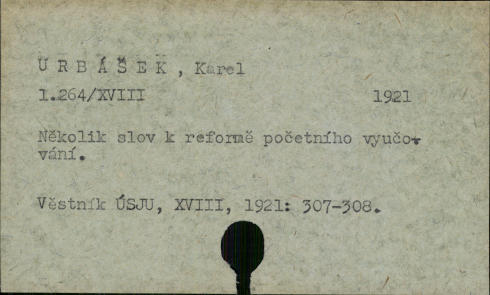 U R B Á Š E K , Karel
1.264/XVIII 1921
Několik slov k reformě početního vyučo-
vání.
Věstník ÚSJU, XVIII, 1921: 307-308.